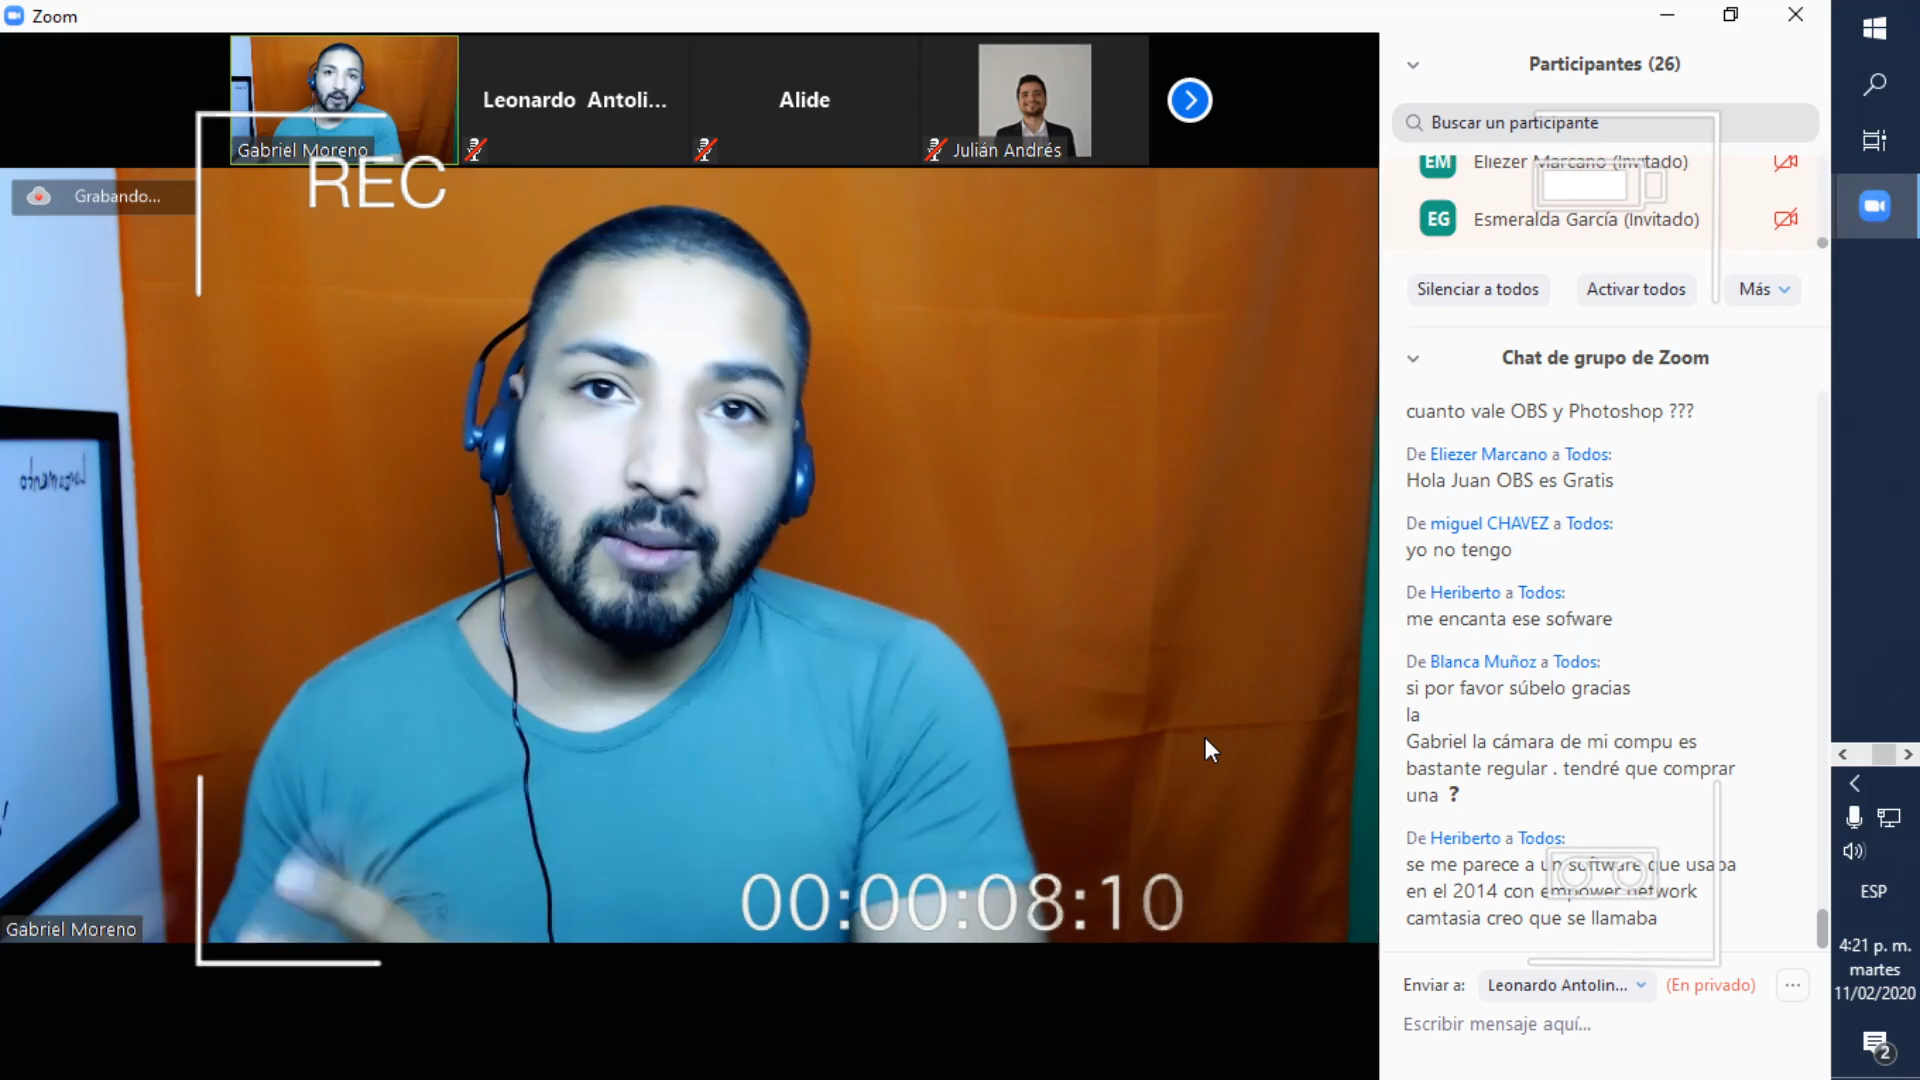 Zoom
Leonardo Antoli...
Alide
Gabriel Moreno
Julián Andrés
REC
Grabando...
00:00:08:10
Gabriel Moreno
Participantes (26)
Buscar un participante
EM Eliezer Marcano (Invitado)
EG Esmeralda García (Invitado)
Silenciar a todos
Activar todos
Más
Chat de grupo de Zoom
cuanto vale OBS y Photoshop ???
De Eliezer Marcano a Todos:
Hola Juan OBS es Gratis
De miguel CHAVEZ a Todos:
yo no tengo
De Heriberto a Todos:
me encanta ese sofware
De Blanca Muñoz a Todos:
si por favor súbelo gracias
la
Gabriel la cámara de mi compu es
bastante regular . tendré que comprar
una ?
De Heriberto a Todos:
se me parece a un software que usaba
en el 2014 con empower network
camtasia creo que se llamaba
Enviar a: Leonardo Antolin... (En privado) ...
Escribir mensaje aquí...
ESP
4:21 p. m.
martes
11/02/2020
2